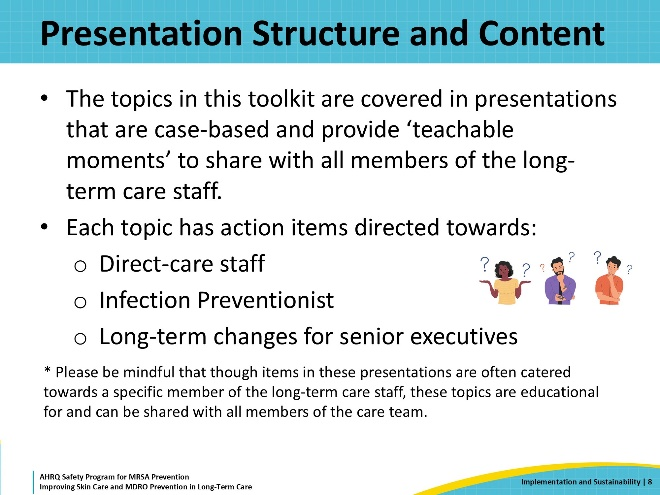 Presentation Structure and Content
• The topics in this toolkit are covered in presentations
that are case-based and provide ‘teachable
moments’ to share with all members of the long-
term care staff.
• Each topic has action items directed towards:
o Direct-care staff
o Infection Preventionist
o Long-term changes for senior executives
? ? ? ? ? ?
* Please be mindful that though items in these presentations are often catered
towards a specific member of the long-term care staff, these topics are educational
for and can be shared with all members of the care team.
AHRQ Safety Program for MRSA Prevention
Improving Skin Care and MDRO Prevention in Long-Term Care
Implementation and Sustainability | 8